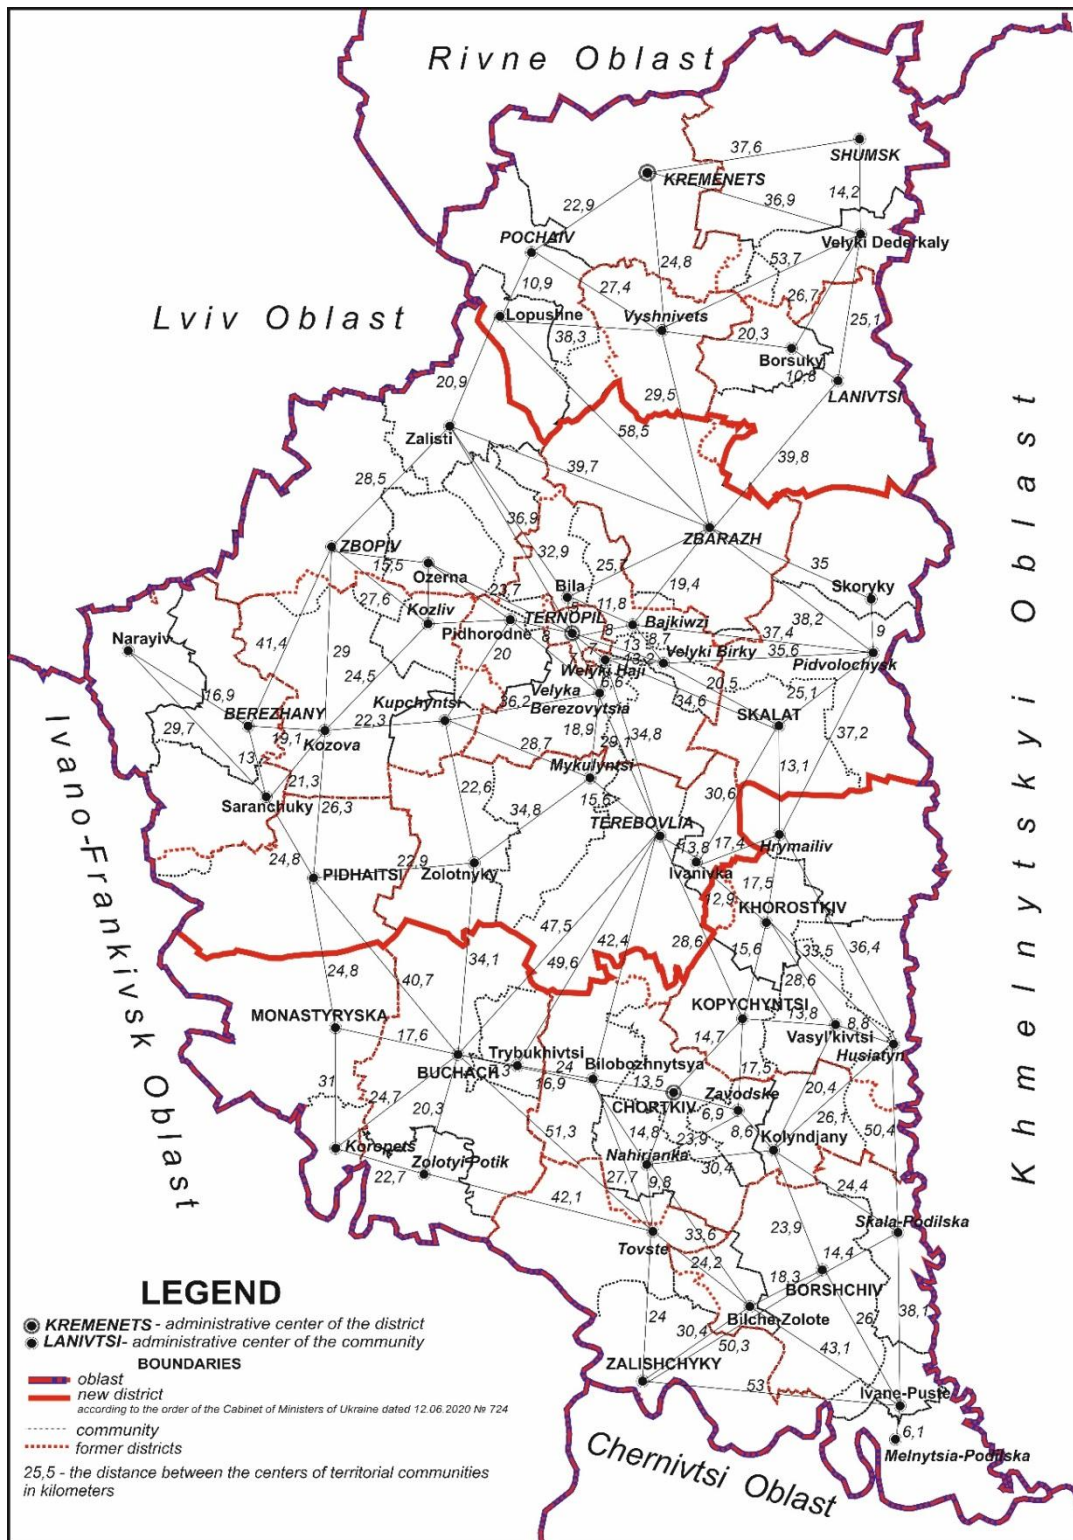 Rivne Oblast
37,6
SHUMSK
KREMENETS
36,9
14,2
22,9
POCHAIV
Velyki Dederkaly
24,8
53,7
10,9
27,4
26,7
Lviv Oblast
Lopushne
Vyshnivets
25,1
38,3
20,3
Borsuky
10,8
LANIVTSI
20,9
29,5
Zalisti
58,5
39,7
39,8
28,5
36,9
ZBOPIV
32,9
ZBARAZH
35
15,5
Ozerna
25,7
Skoryky
23,7
Bila
19,4
27,6
Kozliv
11,8
38,2
TERNOPIL
Bajkiwzi
Narayiv
Pidhorodne
8
8,7
37,4
9
41,4
29
20
7
13,2
Velyki Birky
35,6
Pidvolochysk
Welyki Haji
24,5
6,6
20,5
25,1
16,9
Kupchyntsi
36,2
Velyka
Berezovytsia
34,6
29,7
BEREZHANY
22,3
SKALAT
19,1
Kozova
18,9
34,8
37,2
13
28,7
29,1
Mykulyntsi
13,1
21,3
22,6
15,6
30,6
Saranchuky
26,3
34,8
TEREBOVLIA
17,4
Hrymailiv
24,8
22,9
13,8
Ivanivka
PIDHAITSI
Zolotnyky
17,5
12,9
KHOROSTKIV
47,5
42,4
28,6
15,6
33,5
36,4
34,1
49,6
24,8
40,7
28,6
MONASTYRYSKA
KOPYCHYNTSI
13,8
8,8
17,6
14,7
Vasyl'kivtsi
Husiatyn
Trybukhivtsi
24
Bilobozhnytsya
BUCHACH
17,5
16,9
13,5
31
CHORTKIV
Zavodske
20,4
24,7
6,9
26,1
20,3
14,8
8,6
50,4
51,3
23,9
Kolyndjany
Koropets
Nahirjanka
30,4
Zolotyi Potik
27,7
9,8
24,4
22,7
42,1
23,9
Skala-Podilska
33,6
Tovste
24,2
14,4
18,3
BORSHCHIV
38,1
24
Bilche-Zolote
26
30,4
50,3
43,1
ZALISHCHYKY
53
Ivane-Puste
6,1
Melnytsia-Podilska
Ivano-Frankivsk Oblast
Khmelnytskyi Oblast
Chernivtsi Oblast
LEGEND
KREMENETS - administrative center of the district
LANIVTSI- administrative center of the community
BOUNDARIES
oblast
new district
according to the order of the Cabinet of Ministers of Ukraine dated 12.06.2020 № 724
community
former districts
25,5 - the distance between the centers of territorial communities
in kilometers